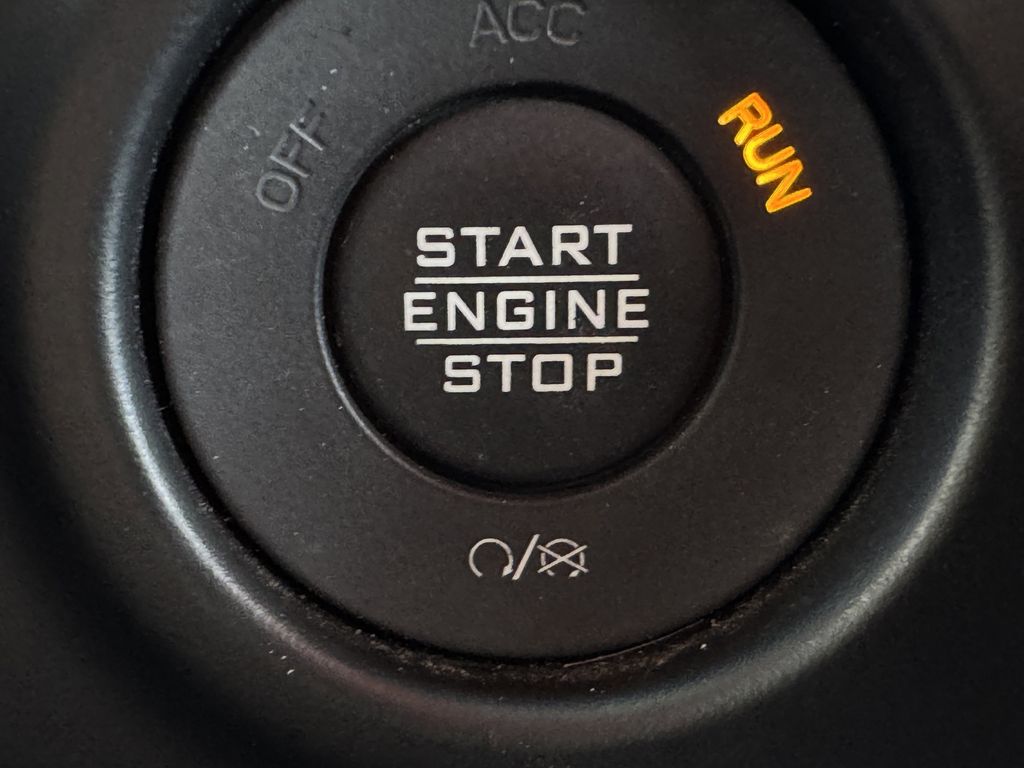 ACC
OFF
RUN
START
ENGINE
STOP